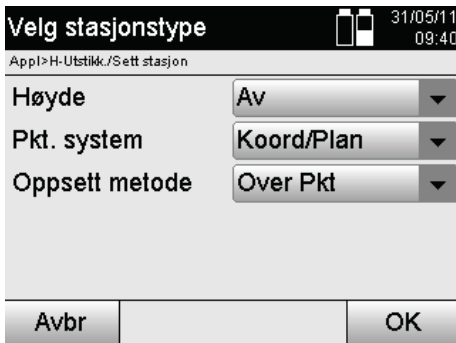 Velg stasjonstype
31/05/11
09:40
Appl>H-Utstikk./Sett stasjon
Høyde Av
Pkt. system Koord/Plan
Oppsett metode Over Pkt
Avbr OK